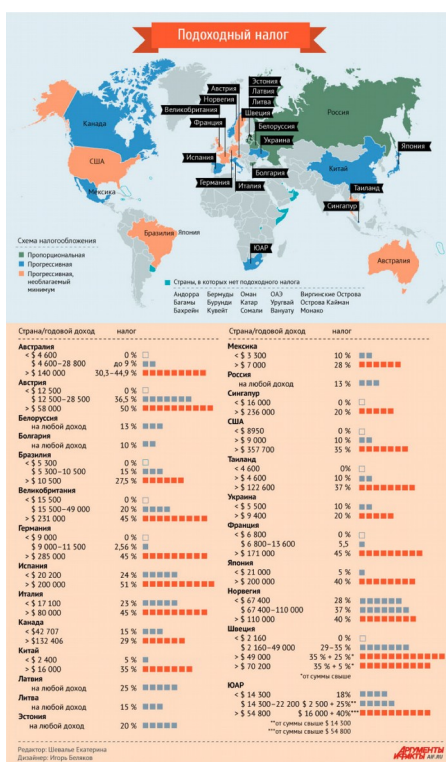 Подоходный налог
Эстония
Австрия
Латвия
Норвегия
Литва
Великобритания
Швеция
Россия
Канада
Франция
Белоруссия
Украина
Япония
Испания
США
Болгария
Китай
Германия
Италия
Таиланд
Мексика
Сингапур
Бразилия
Япония
ЮАР
Австралия
Схема налогообложения
Пропорциональная
Прогрессивная
Прогрессивная,
необлагаемый
минимум
Страны, в которых нет подоходного налога
Андорра Бермуды Оман ОАЭ Виргинские Острова
Багамы Бурунди Катар Уругвай Острова Кайман
Бахрейн Кувейт Сомали Вануату Монако
Страна/годовой доход налог
Австралия
< $ 4 600 0 %
$ 4 600–28 800 до 9 %
> $ 140 000 30,3–44,9 %
Австрия
< $ 12 500 0 %
$ 12 500–28 500 36,5 %
> $ 58 000 50 %
Белоруссия
на любой доход 13 %
Болгария
на любой доход 10 %
Бразилия
< $ 5 300 0 %
$ 5 300–10 500 15 %
> $ 10 500 27,5 %
Великобритания
< $ 15 500 0 %
$ 15 500–49 000 20 %
> $ 231 000 45 %
Германия
< $ 9 000 0 %
$ 9 000–11 500 2,56 %
> $ 285 000 45 %
Испания
< $ 20 200 24 %
> $ 200 000 51 %
Италия
< $ 17 100 23 %
> $ 80 000 45 %
Канада
<$42 707 15 %
>$132 406 29 %
Китай
< $ 2 400 5 %
> $ 16 000 35 %
Латвия
на любой доход 25 %
Литва
на любой доход 15 %
Эстония
на любой доход 20 %
Страна/годовой доход налог
Мексика
< $ 3 300 10 %
> $ 7 000 28 %
Россия
на любой доход 13 %
Сингапур
< $ 16 000 0 %
> $ 236 000 20 %
США
< $ 8950 0 %
> $ 9 000 10 %
> $ 357 700 35 %
Таиланд
< 4 600 0%
> $ 4 600 10 %
> $ 122 600 37 %
Украина
< $ 5 500 10 %
> $ 9 400 20 %
Франция
< $ 6 800 0 %
$ 6 800–13 600 5,5
> $ 171 000 45 %
Япония
< $ 21 000 5 %
> $ 200 000 40 %
Норвегия
< $ 67 400 28 %
$ 67 400–110 000 37 %
> $ 110 000 40 %
Швеция
< $ 2 160 0 %
$ 2 160–49 000 29–35 %
> $ 49 000 35 % + 25 %*
> $ 70 200 35 % + 5 %*
*от суммы свыше
ЮАР
< $ 14 300 18%
$ 14 300–22 200 $ 2 500 + 25%**
> $ 54 800 $ 16 000 + 40%***
**от суммы свыше $ 14 300
***от суммы свыше $ 54 800
Редактор: Шевалье Екатерина
Дизайнер: Игорь Беляков
АРГУМЕНТЫ
И ФАКТЫ AIF.RU